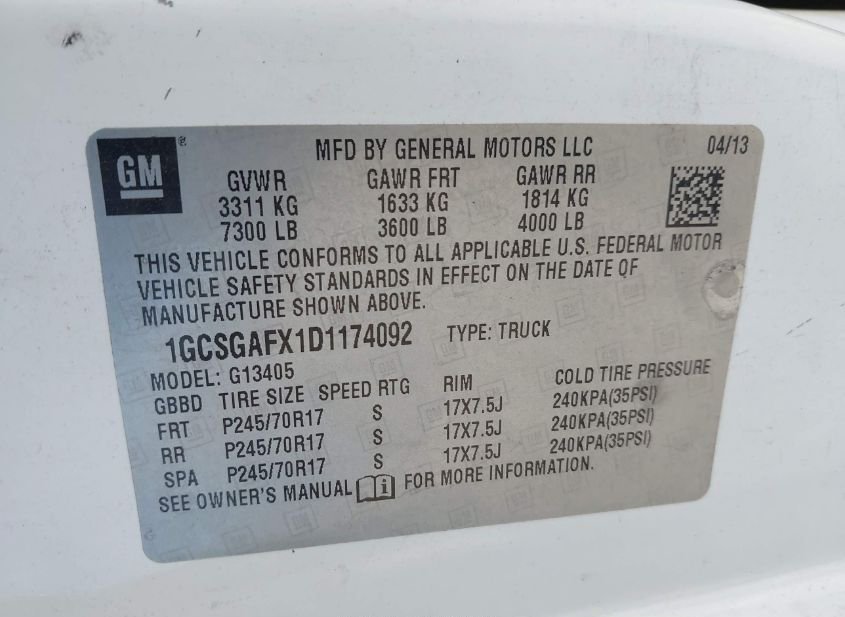 GM ®
MFD BY GENERAL MOTORS LLC 04/13
GVWR GAWR FRT GAWR RR
3311 KG 1633 KG 1814 KG
7300 LB 3600 LB 4000 LB
THIS VEHICLE CONFORMS TO ALL APPLICABLE U.S. FEDERAL MOTOR
VEHICLE SAFETY STANDARDS IN EFFECT ON THE DATE OF
MANUFACTURE SHOWN ABOVE.
1GCSGAFX1D1174092 TYPE: TRUCK
MODEL: G13405
GBBD TIRE SIZE SPEED RTG RIM COLD TIRE PRESSURE
FRT P245/70R17 S 17X7.5J 240KPA(35PSI)
RR P245/70R17 S 17X7.5J 240KPA(35PSI)
SPA P245/70R17 S 17X7.5J 240KPA(35PSI)
SEE OWNER'S MANUAL i FOR MORE INFORMATION.